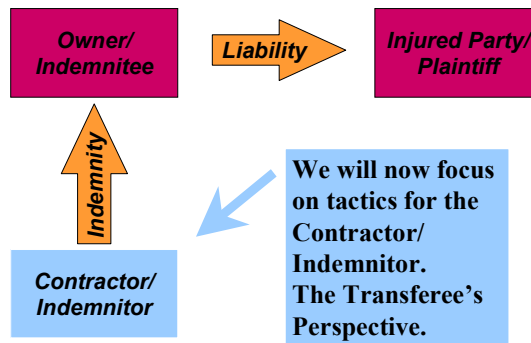 Owner/
Indemnitee
Liability
Injured Party/
Plaintiff
Indemnity
We will now focus
on tactics for the
Contractor/
Indemnitor.
The Transferee's
Perspective.
Contractor/
Indemnitor